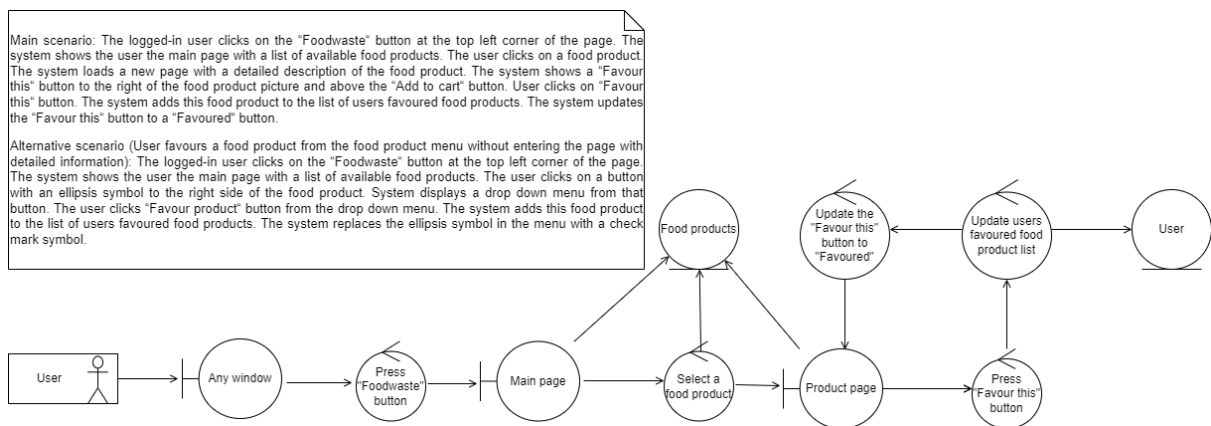 Main scenario: The logged-in user clicks on the "Foodwaste" button at the top left corner of the page. The
system shows the user the main page with a list of available food products. The user clicks on a food product.
The system loads a new page with a detailed description of the food product. The system shows a "Favour
this" button to the right of the food product picture and above the "Add to cart" button. User clicks on "Favour
this" button. The system adds this food product to the list of users favoured food products. The system updates
the "Favour this" button to a "Favoured" button.
Alternative scenario (User favours a food product from the food product menu without entering the page with
detailed information): The logged-in user clicks on the "Foodwaste" button at the top left corner of the page.
The system shows the user the main page with a list of available food products. The user clicks on a button
with an ellipsis symbol to the right side of the food product. System displays a drop down menu from that
button. The user clicks "Favour product" button from the drop down menu. The system adds this food product
to the list of users favoured food products. The system replaces the ellipsis symbol in the menu with a check
mark symbol.
Food products
Update the
"Favour this"
button to
"Favoured"
Update users
favoured food
product list
User
User
Any window
Press
"Foodwaste"
button
Main page
Select a
food product
Product page
Press
"Favour this"
button